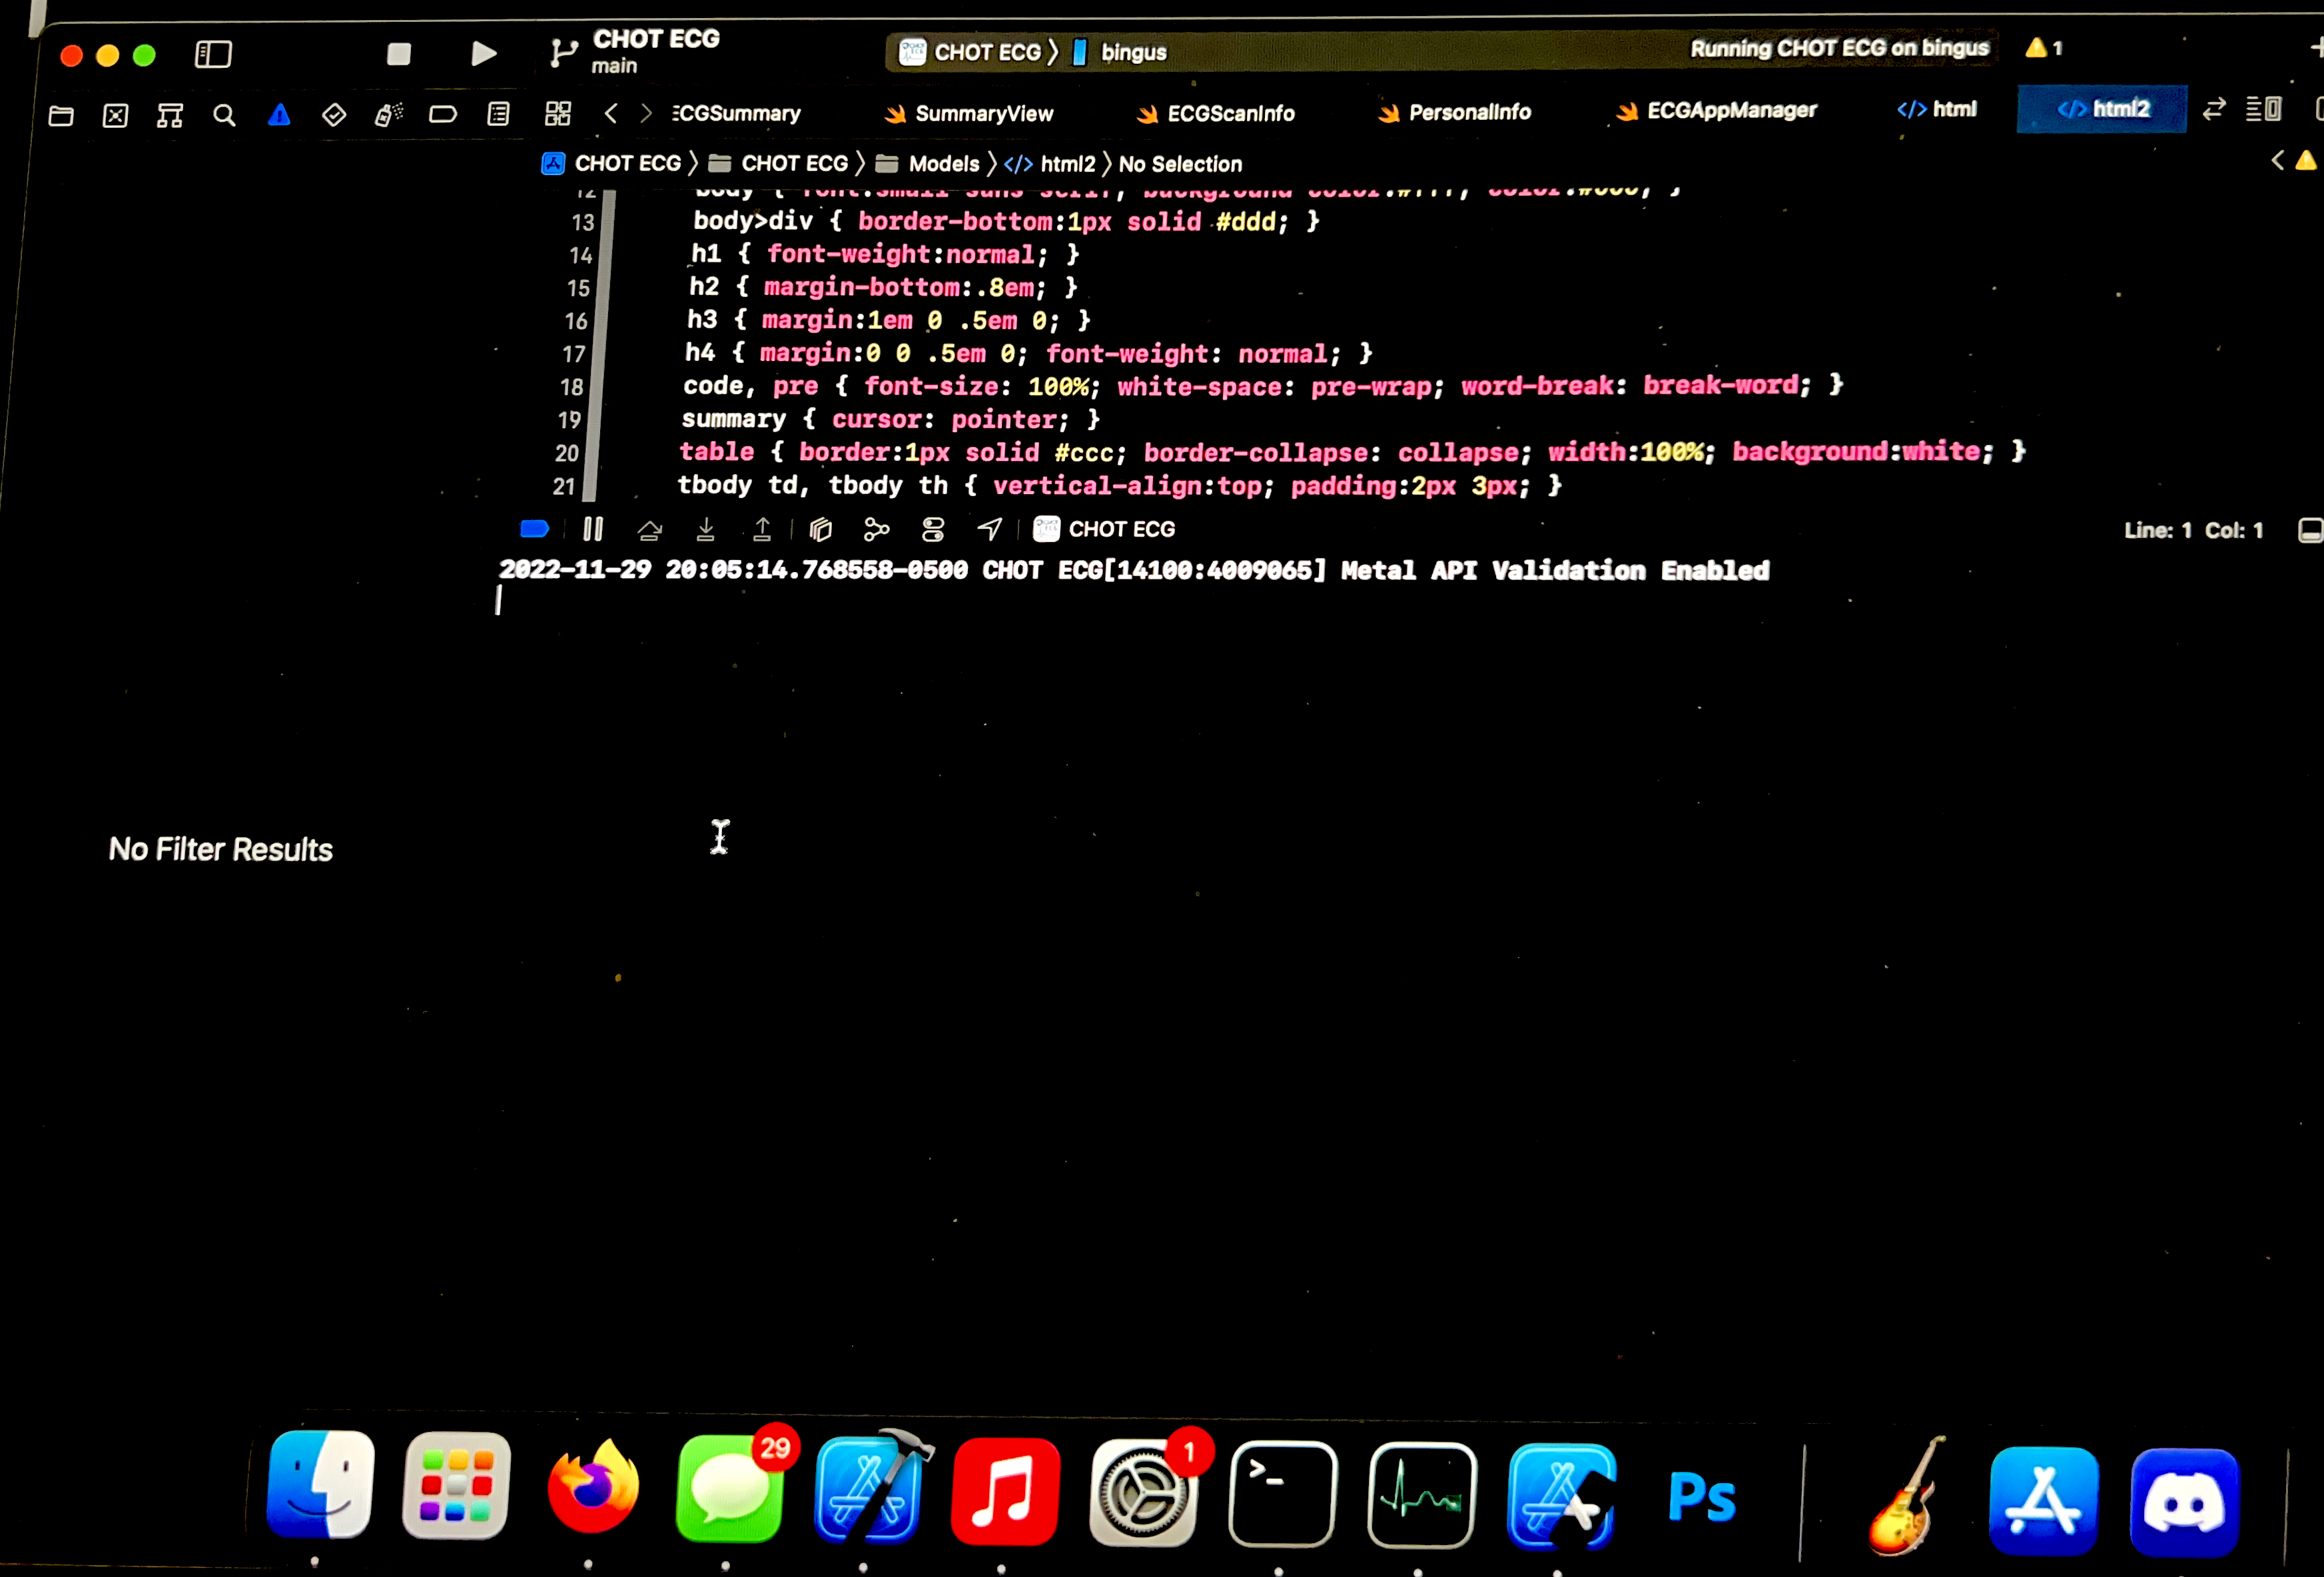 CHOT ECG
main
CHOT ECG 〉 bingus
Running CHOT ECG on bingus
1
ECGSummary
SummaryView
ECGScanInfo
PersonalInfo
ECGAppManager
</> html
</> html2
CHOT ECG 〉 CHOT ECG 〉 Models 〉 </> html2 〉 No Selection
12 body {
13 body>div { border-bottom:1px solid #ddd; }
14 h1 { font-weight:normal; }
15 h2 { margin-bottom:.8em; }
16 h3 { margin:1em 0 .5em 0; }
17 h4 { margin:0 0 .5em 0; font-weight: normal; }
18 code, pre { font-size: 100%; white-space: pre-wrap; word-break: break-word; }
19 summary { cursor: pointer; }
20 table { border:1px solid #ccc; border-collapse: collapse; width:100%; background:white; }
21 tbody td, tbody th { vertical-align:top; padding:2px 3px; }
CHOT ECG
Line: 1 Col: 1
2022-11-29 20:05:14.768558-0500 CHOT ECG[14100:4009065] Metal API Validation Enabled
No Filter Results
29
1
>_
Ps